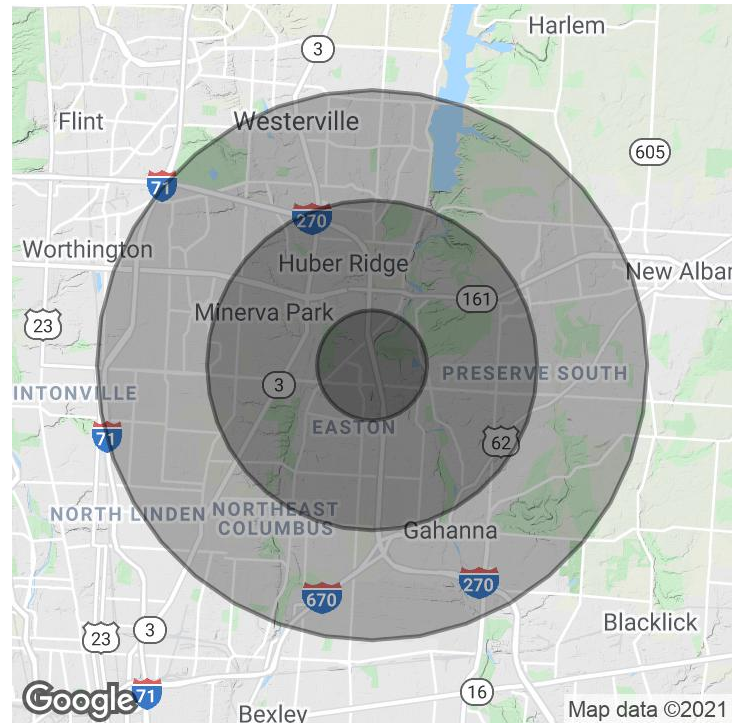 Harlem
3
Flint
Westerville
605
71
270
Worthington
Huber Ridge
New Albar
161
Minerva Park
23
PRESERVE SOUTH
3
INTONVILLE
EASTON
71
62
NORTH LINDEN
NORTHEAST
COLUMBUS
Gahanna
270
670
Blacklick
3
23
71
16
Google
Bexley
Map data ©2021